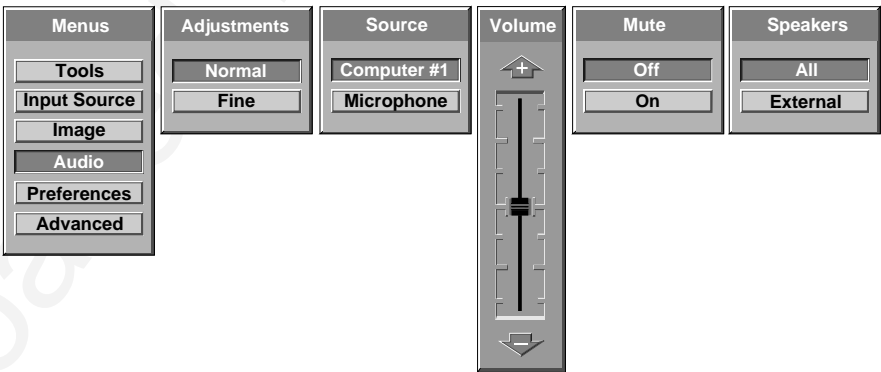 Menus
Tools
Input Source
Image
Audio
Preferences
Advanced
Adjustments
Normal
Fine
Source
Computer #1
Microphone
Volume
+
−
Mute
Off
On
Speakers
All
External